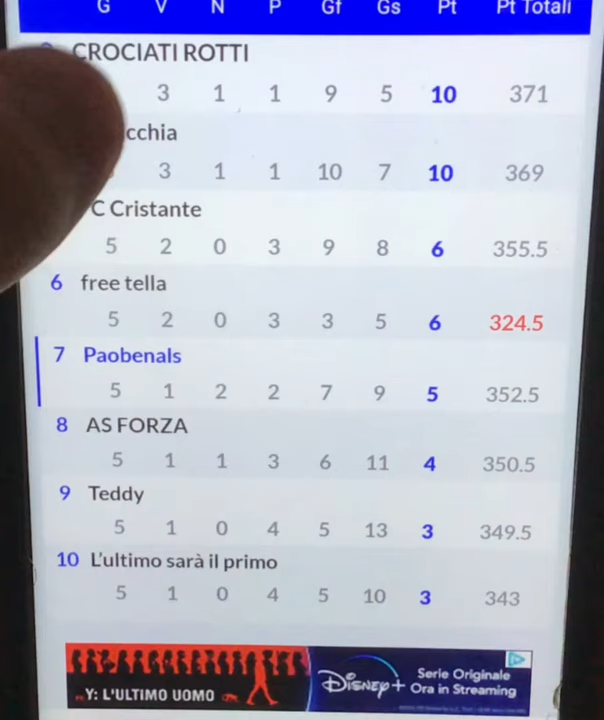 G V N P Gf Gs Pt Pt Totali
CROCIATI ROTTI
3 1 1 9 5 10 371
3 1 1 10 7 10 369
C Cristante
5 2 0 3 9 8 6 355.5
6 free tella
5 2 0 3 3 5 6 324.5
7 Paobenals
5 1 2 2 7 9 5 352.5
8 AS FORZA
5 1 1 3 6 11 4 350.5
9 Teddy
5 1 0 4 5 13 3 349.5
10 L'ultimo sarà il primo
5 1 0 4 5 10 3 343
Y: L'ULTIMO UOMO
Disney+
Serie Originale
Ora in Streaming